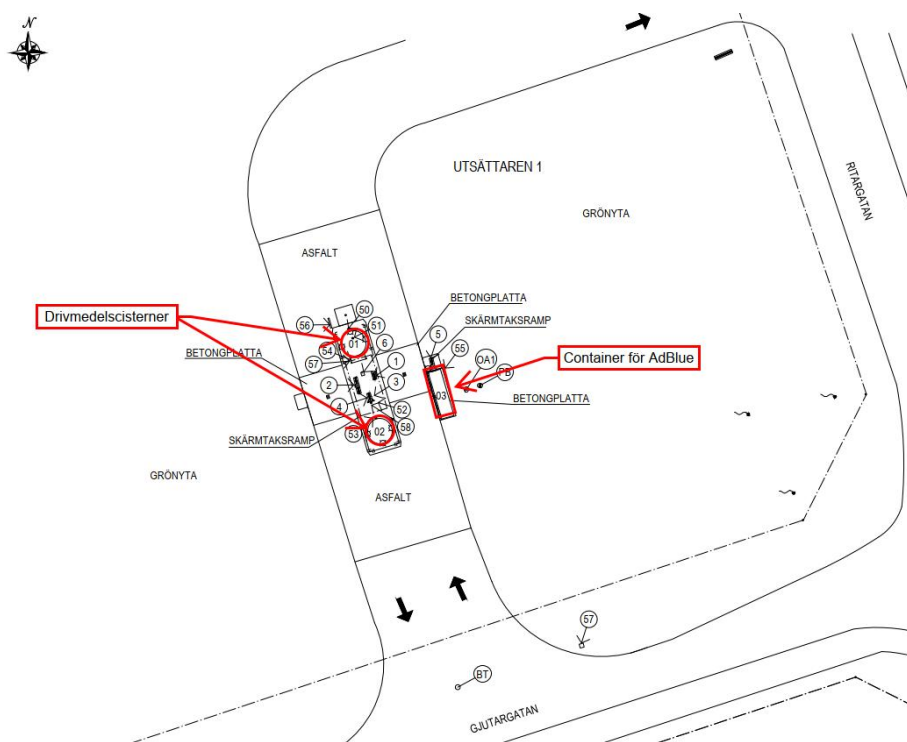 N
UTSÄTTAREN 1
GRÖNYTA
RITARGATAN
ASFALT
BETONGPLATTA
SKÄRMTAKSRAMP
Drivmedelscisterner
56
50
51
54
01
6
57
1
5
55
OA1
PB
Container för AdBlue
BETONGPLATTA
2
3
03
BETONGPLATTA
4
52
53
02
58
SKÄRMTAKSRAMP
GRÖNYTA
ASFALT
57
BT
GJUTARGATAN